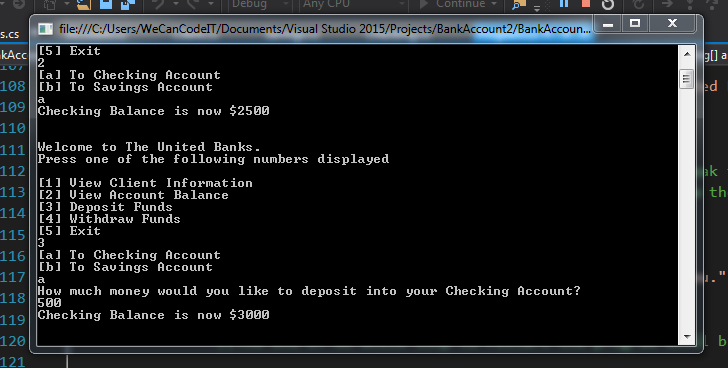 Any CPU
Continue
s.cs
file:///C:/Users/WeCanCodeIT/Documents/Visual Studio 2015/Projects/BankAccount2/BankAccoun...
kAcc
g[] a
107
108
109
110
111
112
113
114
115
116
117
118
119
120
121
[5] Exit
2
[a] To Checking Account
[b] To Savings Account
a
Checking Balance is now $2500
Welcome to The United Banks.
Press one of the following numbers displayed
[1] View Client Information
[2] View Account Balance
[3] Deposit Funds
[4] Withdraw Funds
[5] Exit
3
[a] To Checking Account
[b] To Savings Account
a
How much money would you like to deposit into your Checking Account?
500
Checking Balance is now $3000
ed
ak
th
u."
l b